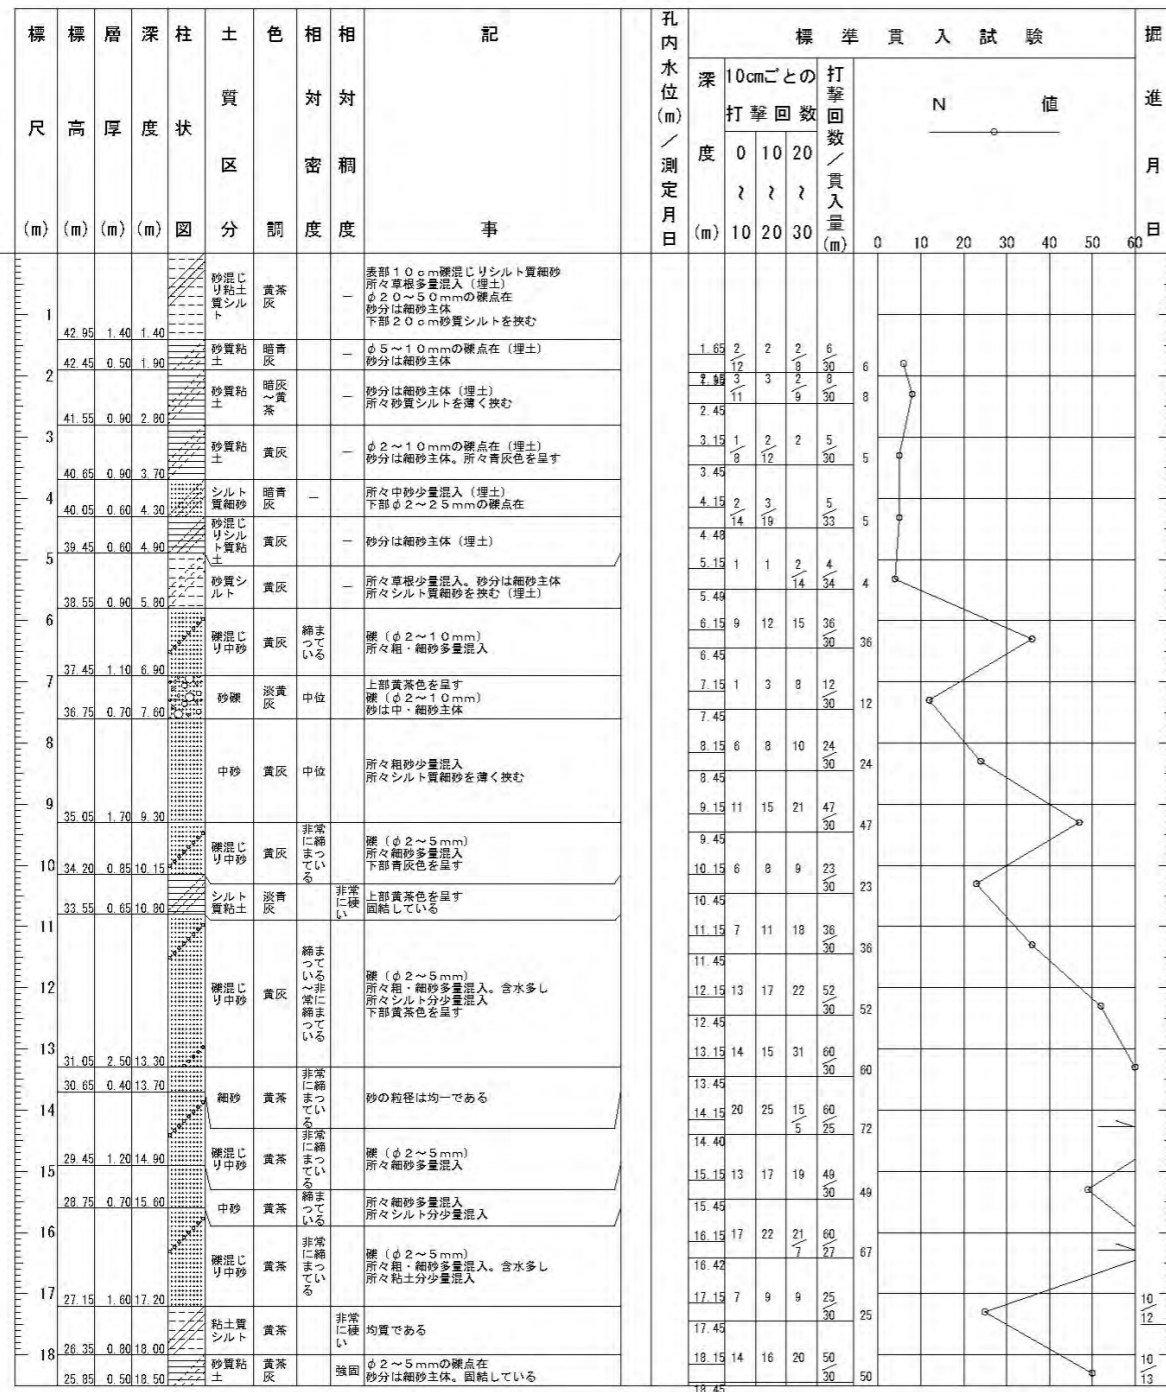 標尺(m)
標高(m)
層厚(m)
深度(m)
柱状図
土質区分
色調
相対密度
相対稠度
記事
孔内水位(m)／測定月日
標準貫入試験
深度(m)
10cmごとの打撃回数
0～10
10～20
20～30
打撃回数／貫入量(m)
N値
0 10 20 30 40 50 60
掘進月日
1
42.95 1.40 1.40
砂混じり粘土質シルト
黄茶灰
－
表部10cm礫混じりシルト質細砂
所々草根多量混入（埋土）
φ20～50mmの礫点在
砂分は細砂主体
下部20cm砂質シルトを挟む
42.45 0.50 1.90
砂質粘土
暗青灰
－
φ5～10mmの礫点在（埋土）
砂分は細砂主体
2
41.55 0.90 2.80
砂質粘土
暗灰～黄茶
－
砂分は細砂主体（埋土）
所々砂質シルトを薄く挟む
3
40.65 0.90 3.70
砂質粘土
黄灰
－
φ2～10mmの礫点在（埋土）
砂分は細砂主体。所々青灰色を呈す
4
40.05 0.60 4.30
シルト質細砂
暗青灰
－
所々中砂少量混入（埋土）
下部φ2～25mmの礫点在
39.45 0.60 4.90
砂混じりシルト質粘土
黄灰
－
砂分は細砂主体（埋土）
5
38.55 0.90 5.80
砂質シルト
黄灰
－
所々草根少量混入。砂分は細砂主体
所々シルト質細砂を挟む（埋土）
6
37.45 1.10 6.90
礫混じり中砂
黄灰
締まっている
礫（φ2～10mm）
所々粗・細砂多量混入
7
36.75 0.70 7.60
砂礫
淡黄灰
中位
上部黄茶色を呈す
礫（φ2～10mm）
砂は中・細砂主体
8
9
35.05 1.70 9.30
中砂
黄灰
中位
所々粗砂少量混入
所々シルト質細砂を薄く挟む
10
34.20 0.85 10.15
礫混じり中砂
黄灰
非常に締まっている
礫（φ2～5mm）
所々細砂多量混入
下部青灰色を呈す
33.55 0.65 10.80
シルト質粘土
淡青灰
非常に硬い
上部黄茶色を呈す
固結している
11
12
13
31.05 2.50 13.30
礫混じり中砂
黄灰
締まっている～非常に締まっている
礫（φ2～5mm）
所々粗・細砂多量混入。含水多し
所々シルト分少量混入
下部黄茶色を呈す
30.65 0.40 13.70
細砂
黄茶
非常に締まっている
砂の粒径は均一である
14
29.45 1.20 14.90
礫混じり中砂
黄茶
非常に締まっている
礫（φ2～5mm）
所々細砂多量混入
15
28.75 0.70 15.60
中砂
黄茶
締まっている
所々細砂多量混入
所々シルト分少量混入
16
17
27.15 1.60 17.20
礫混じり中砂
黄茶
非常に締まっている
礫（φ2～5mm）
所々粗・細砂多量混入。含水多し
所々粘土分少量混入
18
26.35 0.80 18.00
粘土質シルト
黄茶
非常に硬い
均質である
25.85 0.50 18.50
砂質粘土
黄茶灰
強固
φ2～5mmの礫点在
砂分は細砂主体。固結している
1.65 2/12 2 2/8 6/30 6
3/11 3 2/9 8/30 8
2.45
3.15 1/8 2/12 2 5/30 5
3.45
4.15 2/14 3/19 5/33 5
4.48
5.15 1 1 2/14 4/34 4
5.49
6.15 9 12 15 36/30 36
6.45
7.15 1 3 8 12/30 12
7.45
8.15 6 8 10 24/30 24
8.45
9.15 11 15 21 47/30 47
9.45
10.15 6 8 9 23/30 23
10.45
11.15 7 11 18 36/30 36
11.45
12.15 13 17 22 52/30 52
12.45
13.15 14 15 31 60/30 60
13.45
14.15 20 25 15/5 60/25 72
14.40
15.15 13 17 19 49/30 49
15.45
16.15 17 22 21/7 60/27 67
16.42
17.15 7 9 9 25/30 25
10/12
17.45
18.15 14 16 20 50/30 50
10/13
18.45